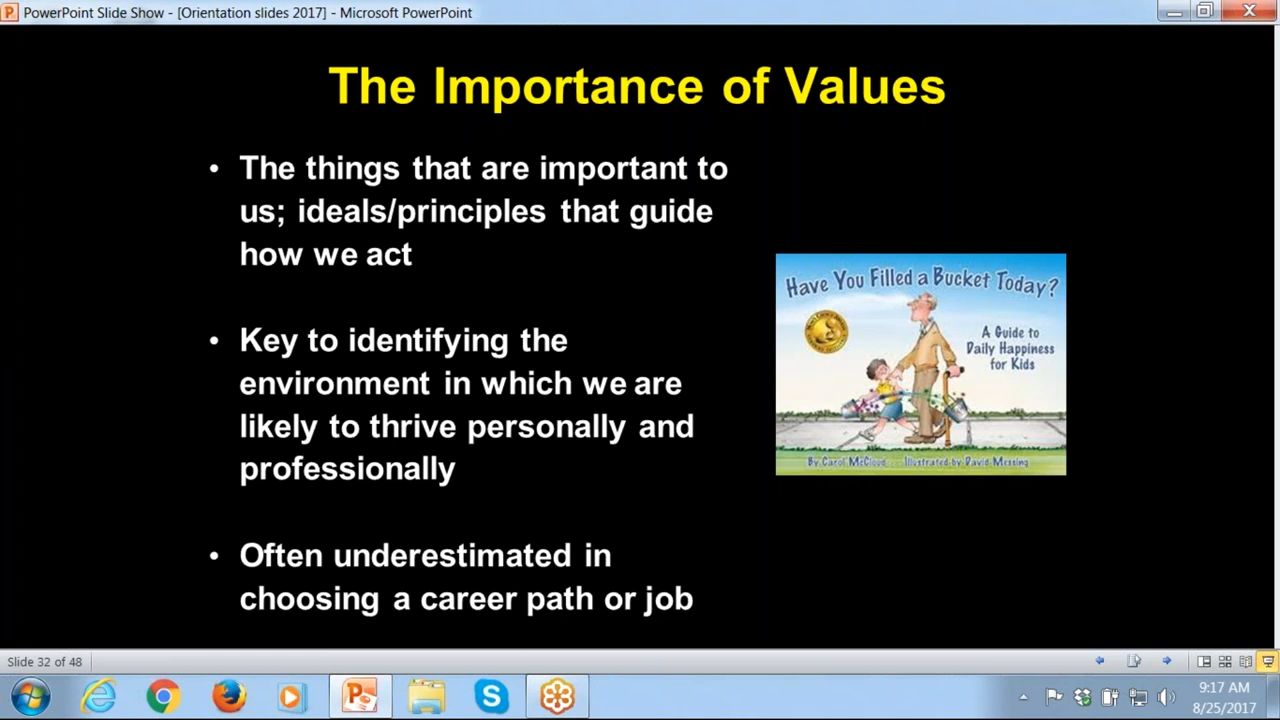 PowerPoint Slide Show - [Orientation slides 2017] - Microsoft PowerPoint
The Importance of Values
• The things that are important to
us; ideals/principles that guide
how we act
• Key to identifying the
environment in which we are
likely to thrive personally and
professionally
• Often underestimated in
choosing a career path or job
Have You Filled a Bucket Today?
A Guide to
Daily Happiness
for Kids
By Carol McCloud Illustrated by David Messing
Slide 32 of 48
9:17 AM
8/25/2017